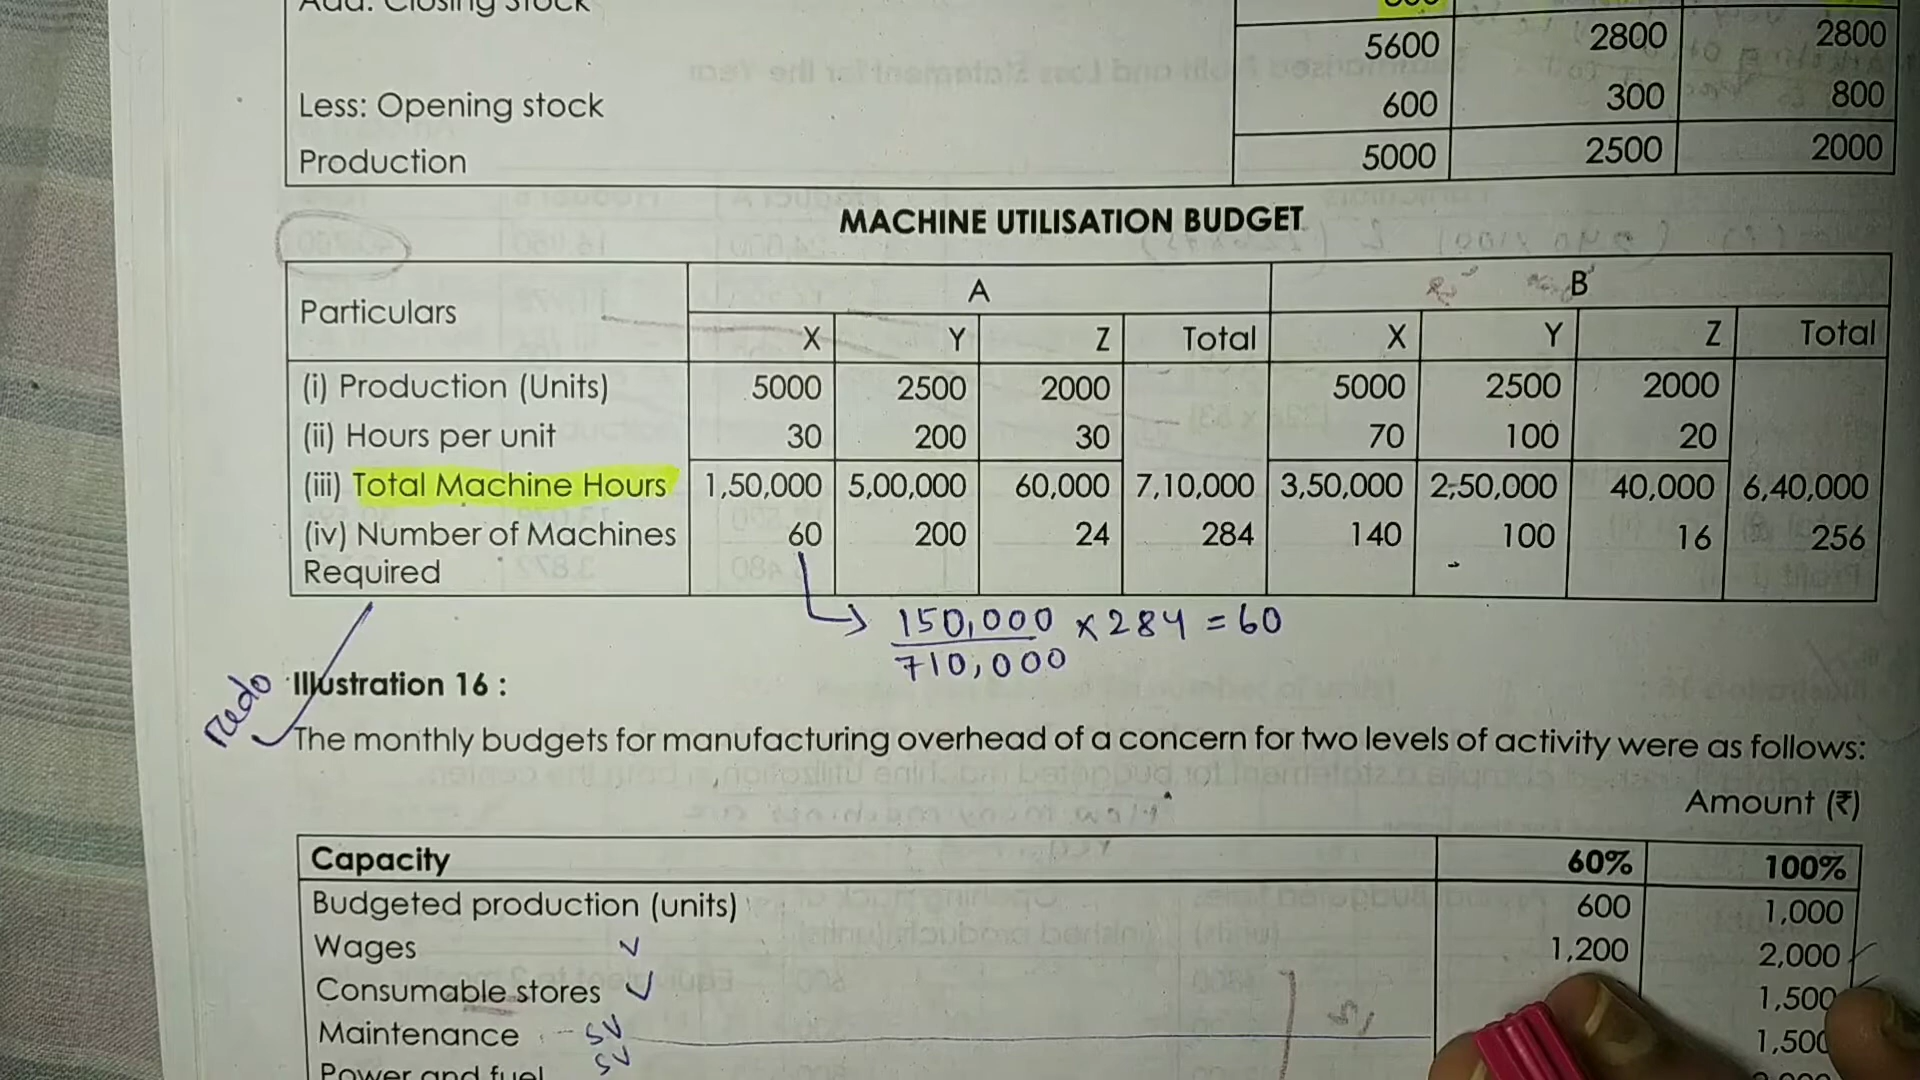 Add: Closing stock
5600 2800 2800
Less: Opening stock 600 300 800
Production 5000 2500 2000
MACHINE UTILISATION BUDGET
Particulars A B
X Y Z Total X Y Z Total
(i) Production (Units) 5000 2500 2000 5000 2500 2000
(ii) Hours per unit 30 200 30 70 100 20
(iii) Total Machine Hours 1,50,000 5,00,000 60,000 7,10,000 3,50,000 2,50,000 40,000 6,40,000
(iv) Number of Machines 60 200 24 284 140 100 16 256
Required
150,000 × 284 = 60
710,000
Redo
Illustration 16 :
The monthly budgets for manufacturing overhead of a concern for two levels of activity were as follows:
Amount (₹)
Capacity 60% 100%
Budgeted production (units) 600 1,000
Wages V 1,200 2,000
Consumable stores V 1,500
Maintenance SV 1,500
Power and fuel SV